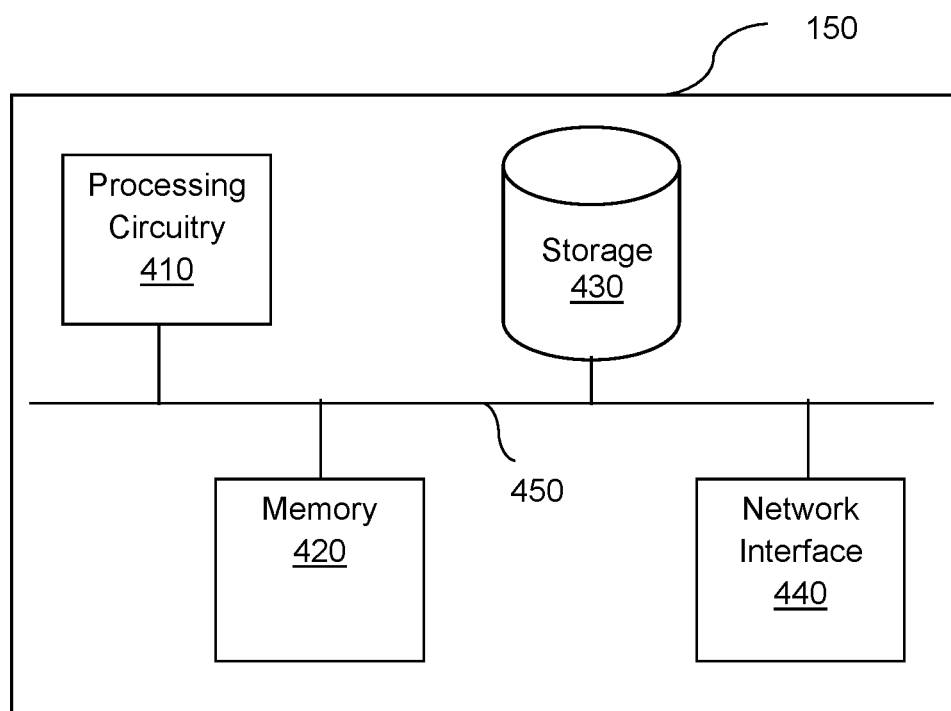 150
Processing
Circuitry
410
Storage
430
450
Memory
420
Network
Interface
440